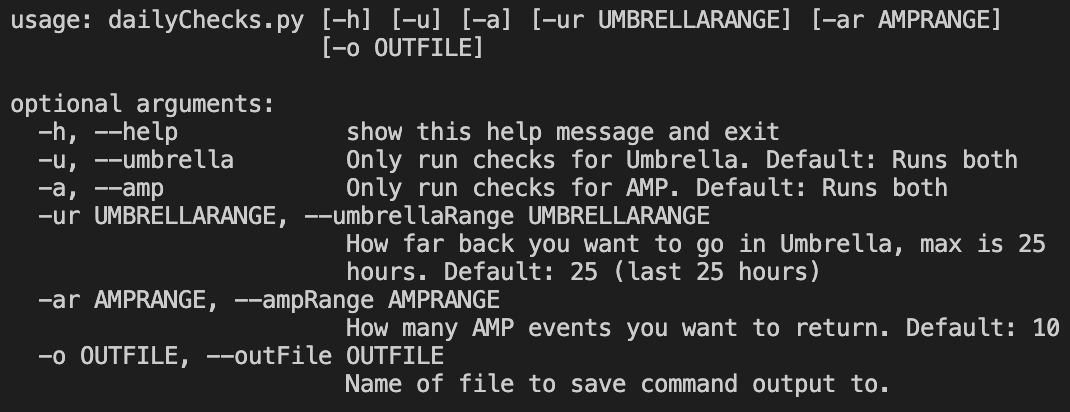 usage: dailyChecks.py [-h] [-u] [-a] [-ur UMBRELLARANGE] [-ar AMPRANGE]
                      [-o OUTFILE]

optional arguments:
  -h, --help            show this help message and exit
  -u, --umbrella        Only run checks for Umbrella. Default: Runs both
  -a, --amp             Only run checks for AMP. Default: Runs both
  -ur UMBRELLARANGE, --umbrellaRange UMBRELLARANGE
                        How far back you want to go in Umbrella, max is 25
                        hours. Default: 25 (last 25 hours)
  -ar AMPRANGE, --ampRange AMPRANGE
                        How many AMP events you want to return. Default: 10
  -o OUTFILE, --outFile OUTFILE
                        Name of file to save command output to.